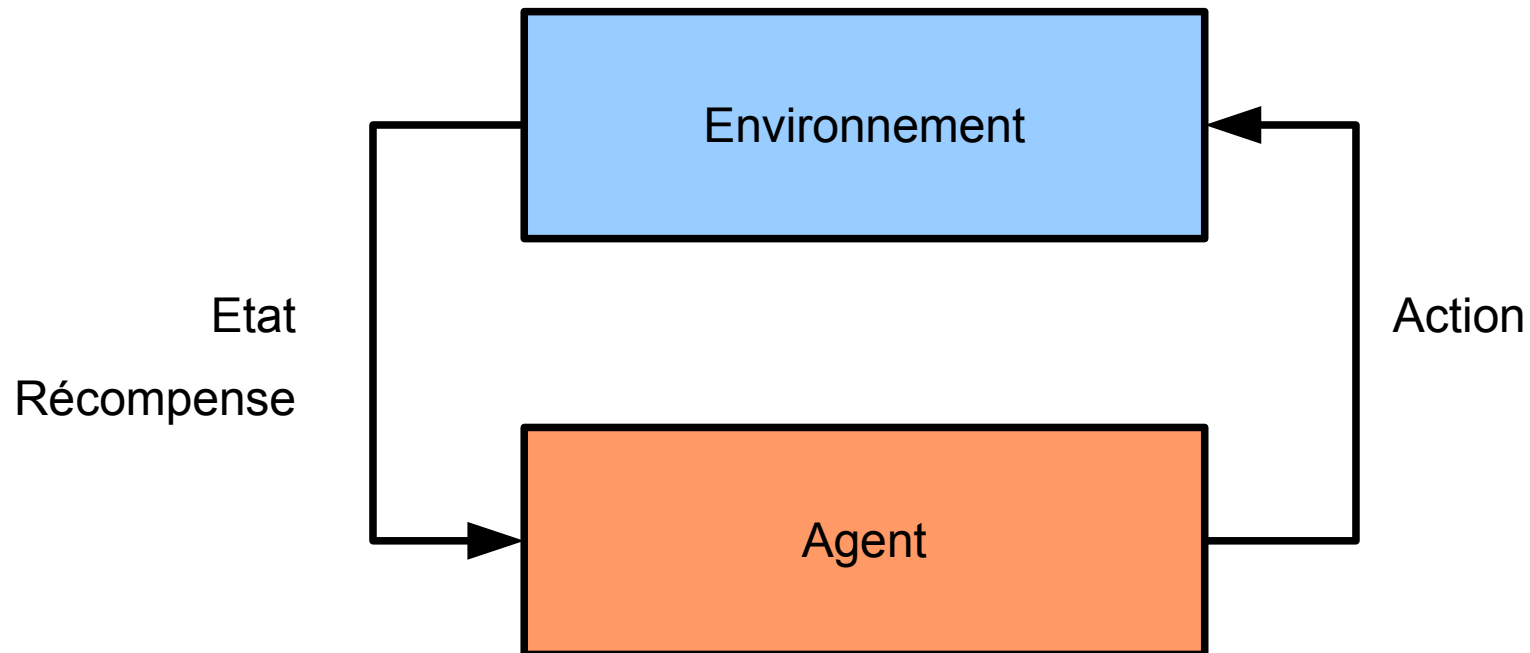 Environnement
Etat
Récompense
Action
Agent